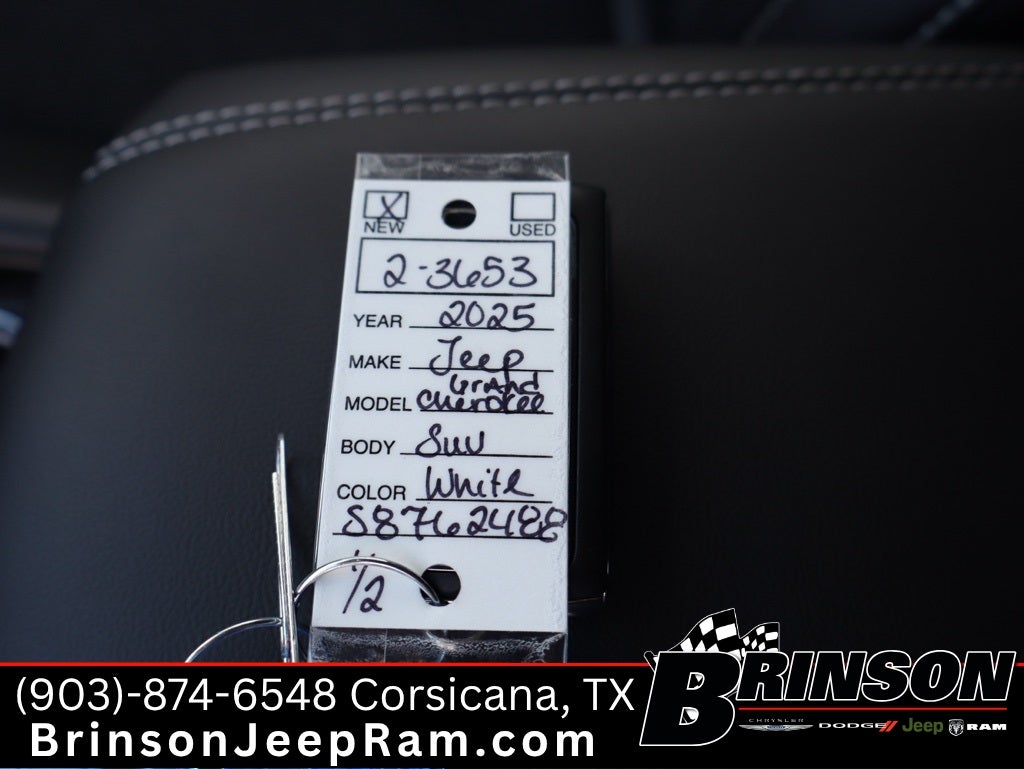 X
NEW USED
2-3653
YEAR 2025
MAKE Jeep
Grand
MODEL Cherokee
BODY Suv
COLOR White
S8762488
1/2
(903)-874-6548 Corsicana, TX
BrinsonJeepRam.com
BRINSON
CHRYSLER DODGE Jeep RAM